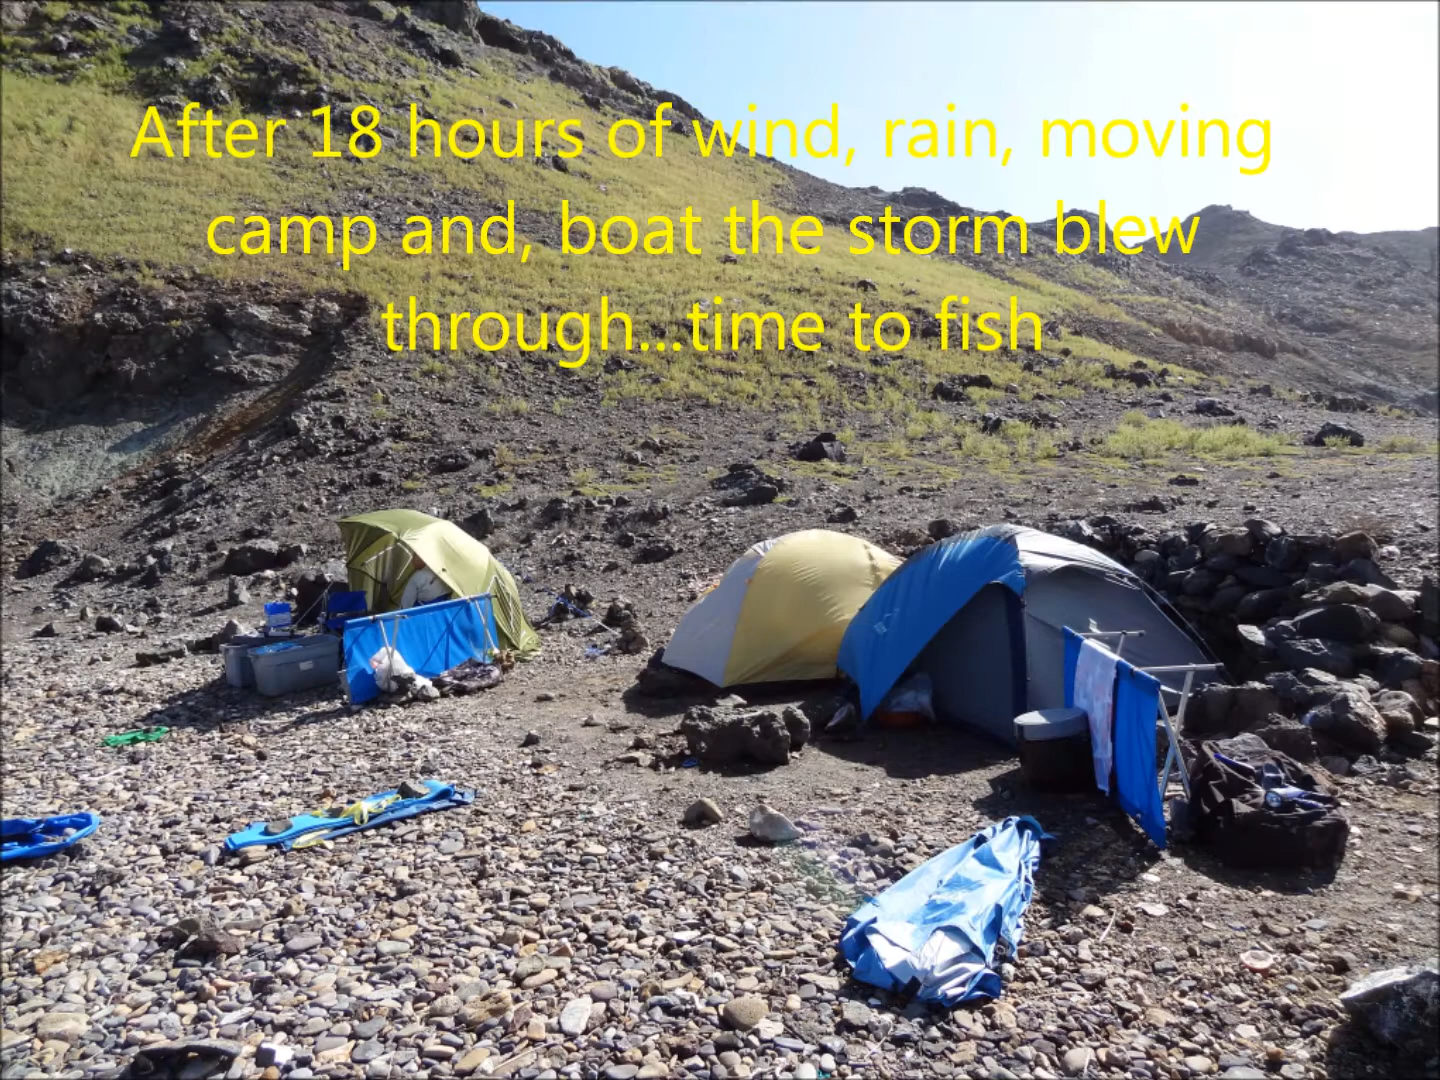 After 18 hours of wind, rain, moving
camp and, boat the storm blew
through...time to fish